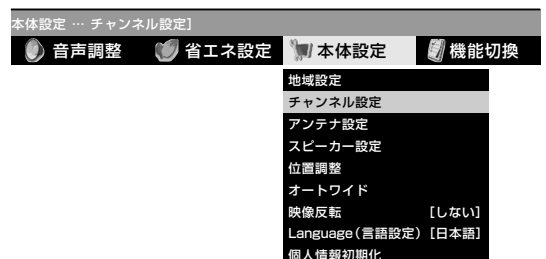 本体設定 … チャンネル設定]
音声調整 省エネ設定 本体設定 機能切換
地域設定
チャンネル設定
アンテナ設定
スピーカー設定
位置調整
オートワイド
映像反転 [しない]
Language(言語設定) [日本語]
個人情報初期化